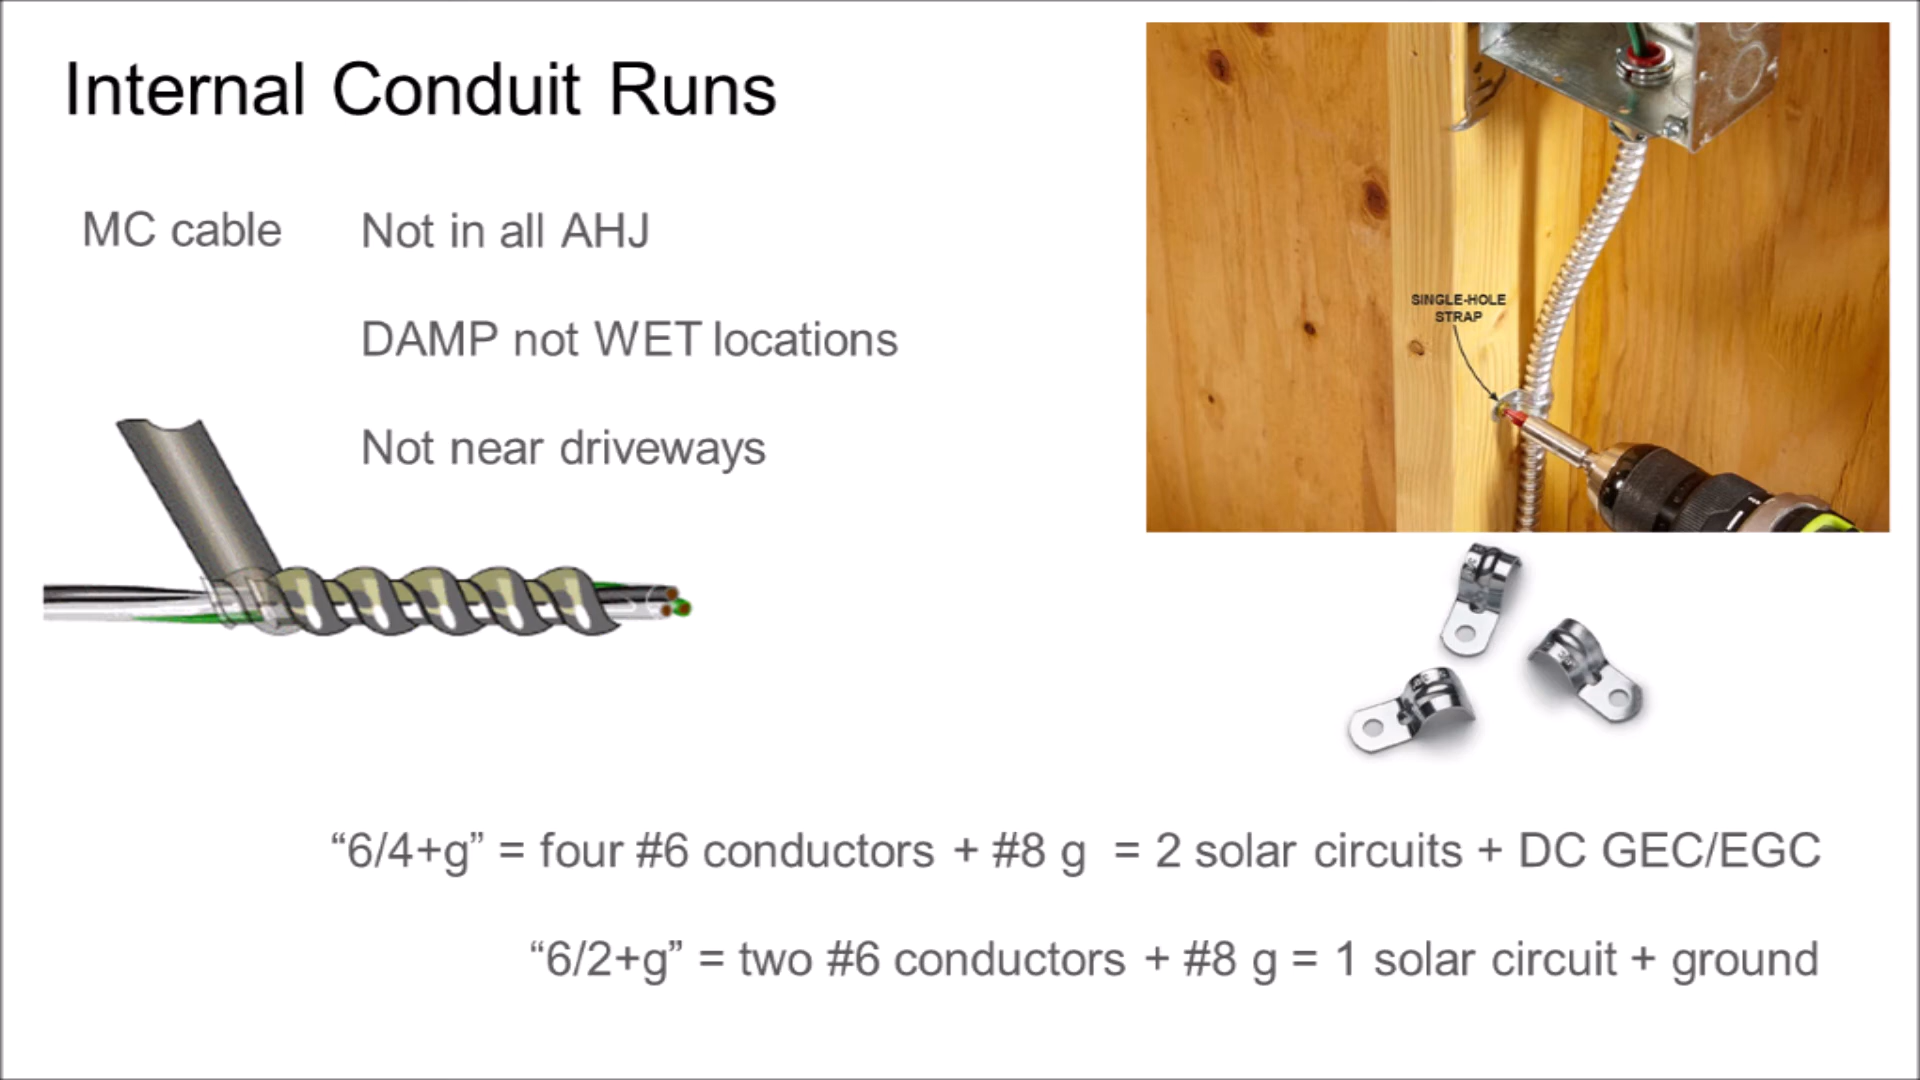 Internal Conduit Runs
MC cable
Not in all AHJ
DAMP not WET locations
Not near driveways
SINGLE-HOLE
STRAP
“6/4+g” = four #6 conductors + #8 g = 2 solar circuits + DC GEC/EGC
“6/2+g” = two #6 conductors + #8 g = 1 solar circuit + ground